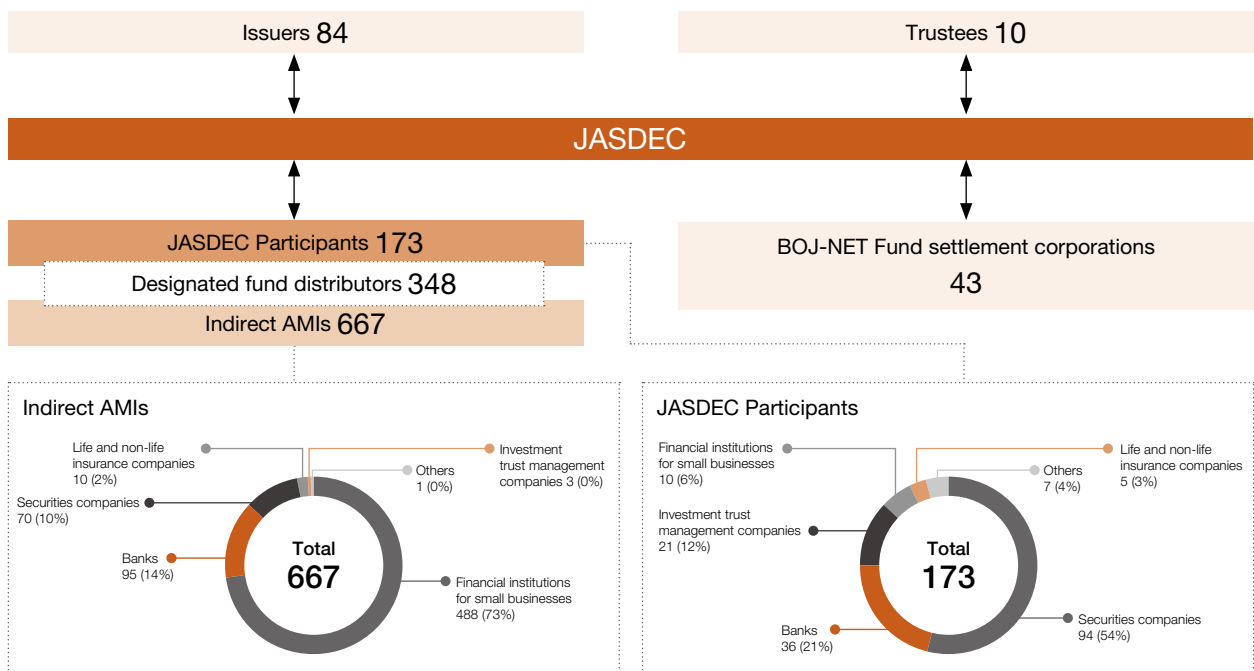 Issuers 84
Trustees 10
JASDEC
JASDEC Participants 173
Designated fund distributors 348
Indirect AMIs 667
BOJ-NET Fund settlement corporations
43
Indirect AMIs
Life and non-life
insurance companies
10 (2%)
Investment
trust management
companies 3 (0%)
Others
1 (0%)
Securities companies
70 (10%)
Banks
95 (14%)
Total
667
Financial institutions
for small businesses
488 (73%)
JASDEC Participants
Financial institutions
for small businesses
10 (6%)
Life and non-life
insurance companies
5 (3%)
Others
7 (4%)
Investment trust
management companies
21 (12%)
Total
173
Banks
36 (21%)
Securities companies
94 (54%)